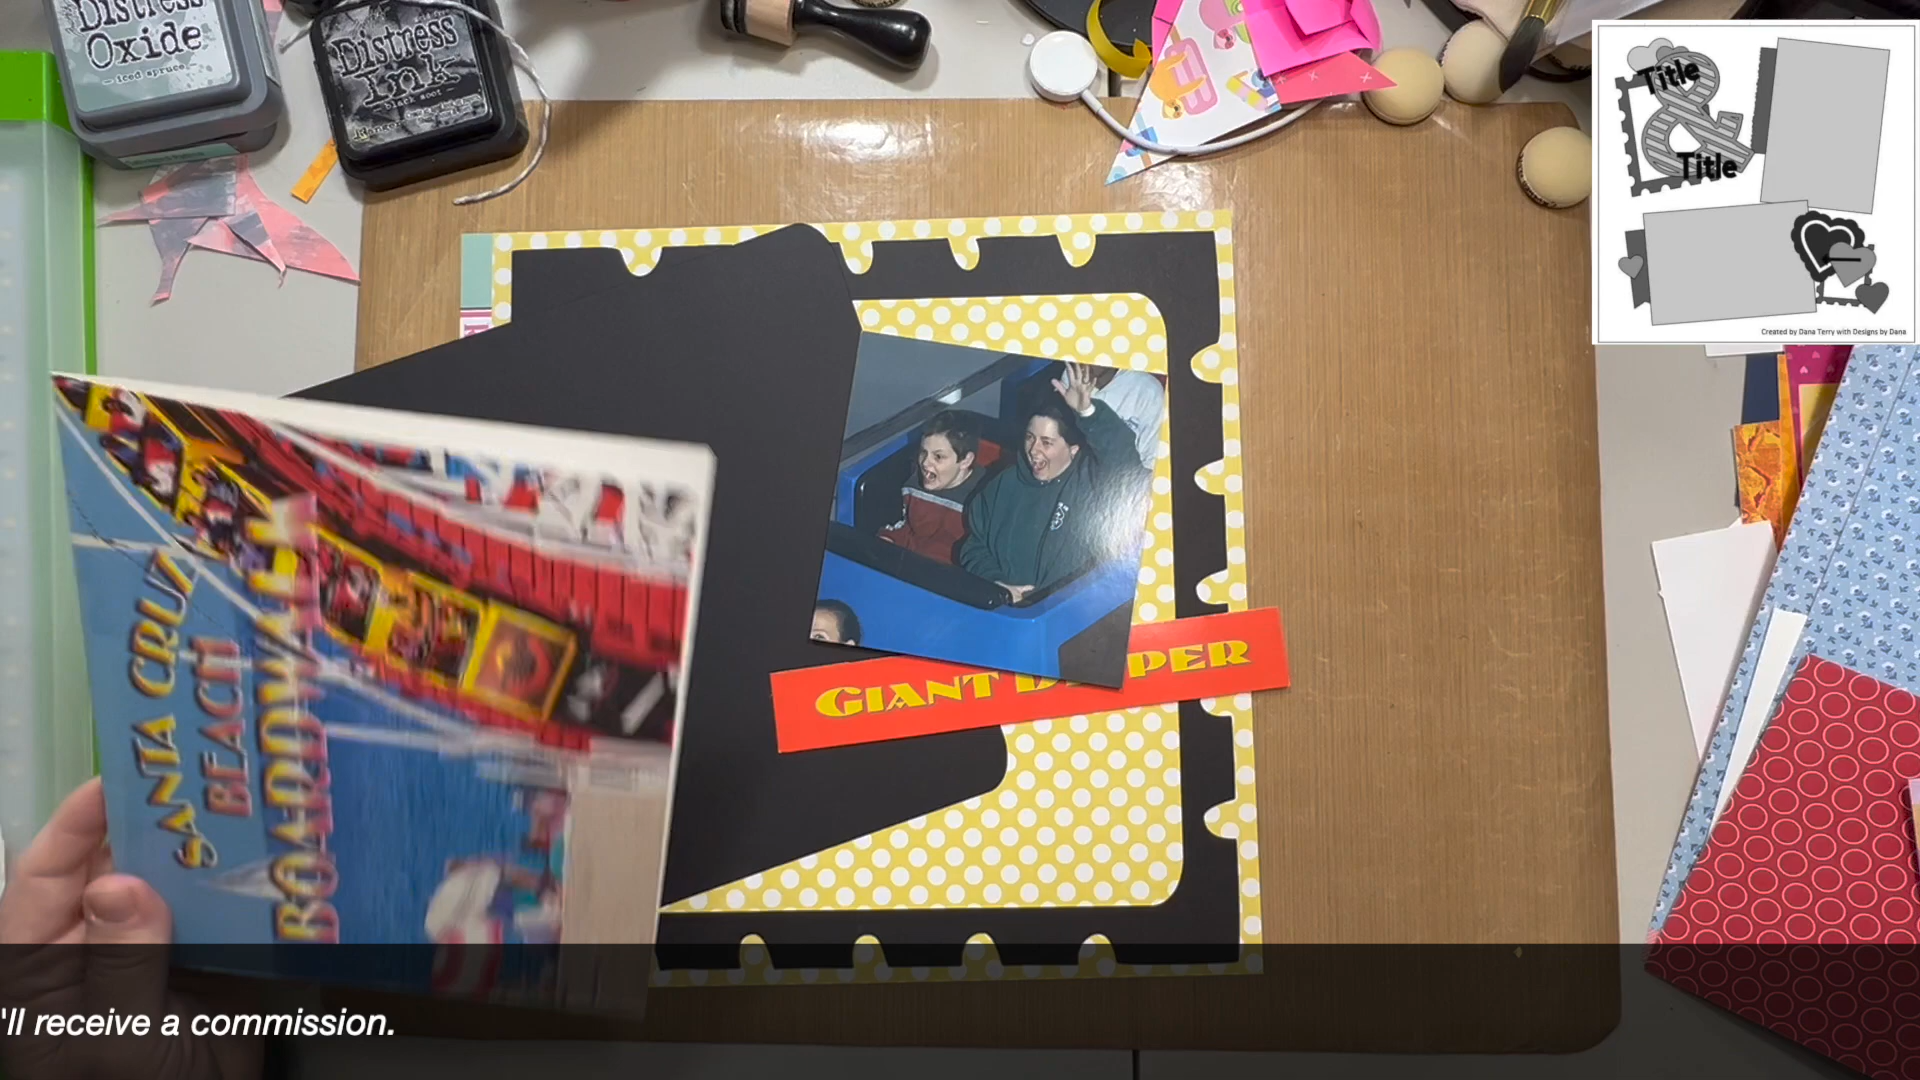 Distress
Oxide
- iced spruce -
Distress
Ink
- black soot -
Ranger
Title
Title
Created by Dana Terry with Designs by Dana
SANTA CRUZ
BEACH
BOARDWALK
GIANT D PER
'll receive a commission.